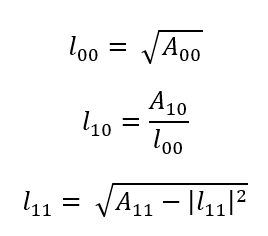 l₀₀ = √A₀₀
l₁₀ = A₁₀ / l₀₀
l₁₁ = √(A₁₁ − |l₁₁|²)